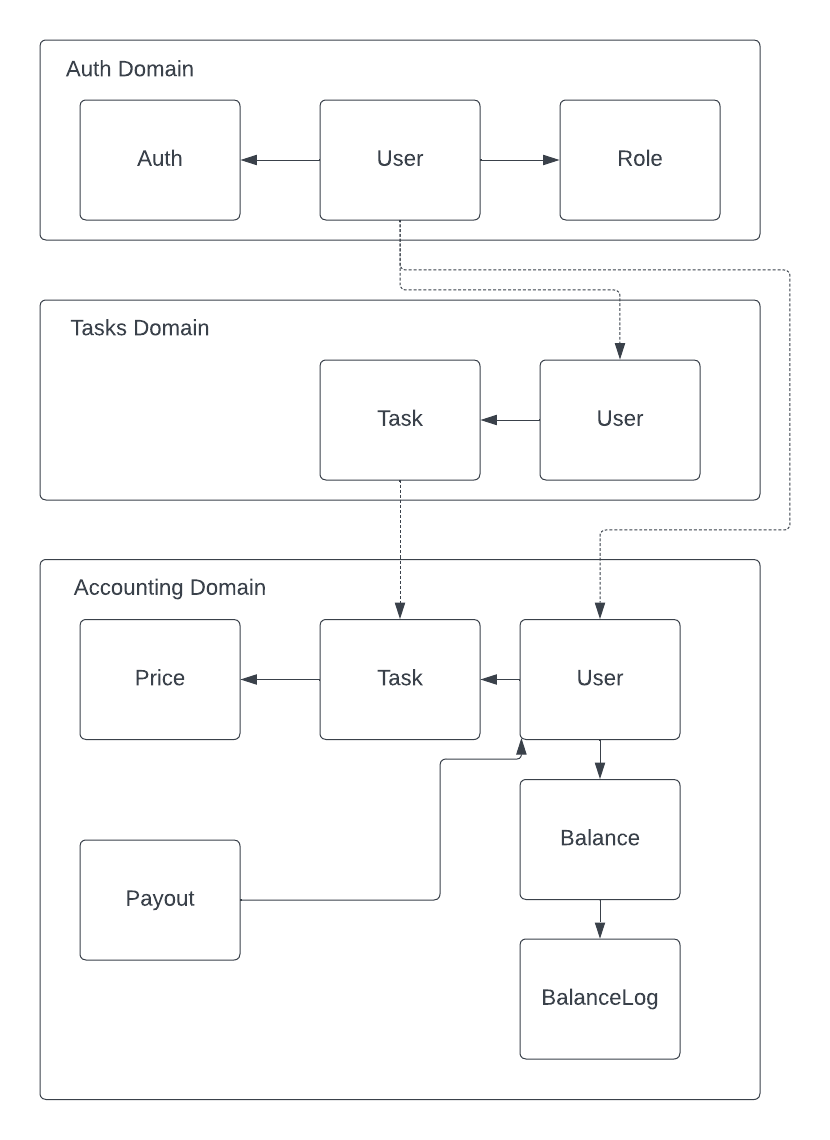 Auth Domain
Auth
User
Role
Tasks Domain
Task
User
Accounting Domain
Price
Task
User
Balance
Payout
BalanceLog